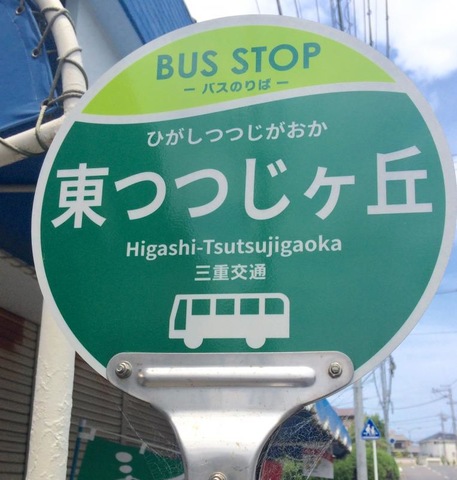 BUS STOP
ー バスのりば ー
ひがしつつじがおか
東つつじヶ丘
Higashi-Tsutsujigaoka
三重交通